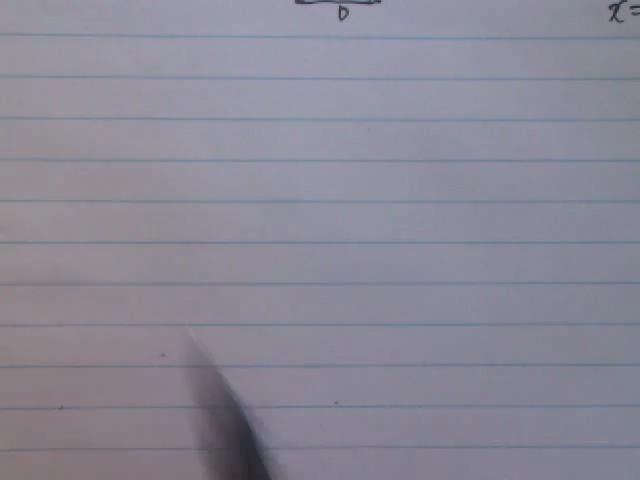 D
x =